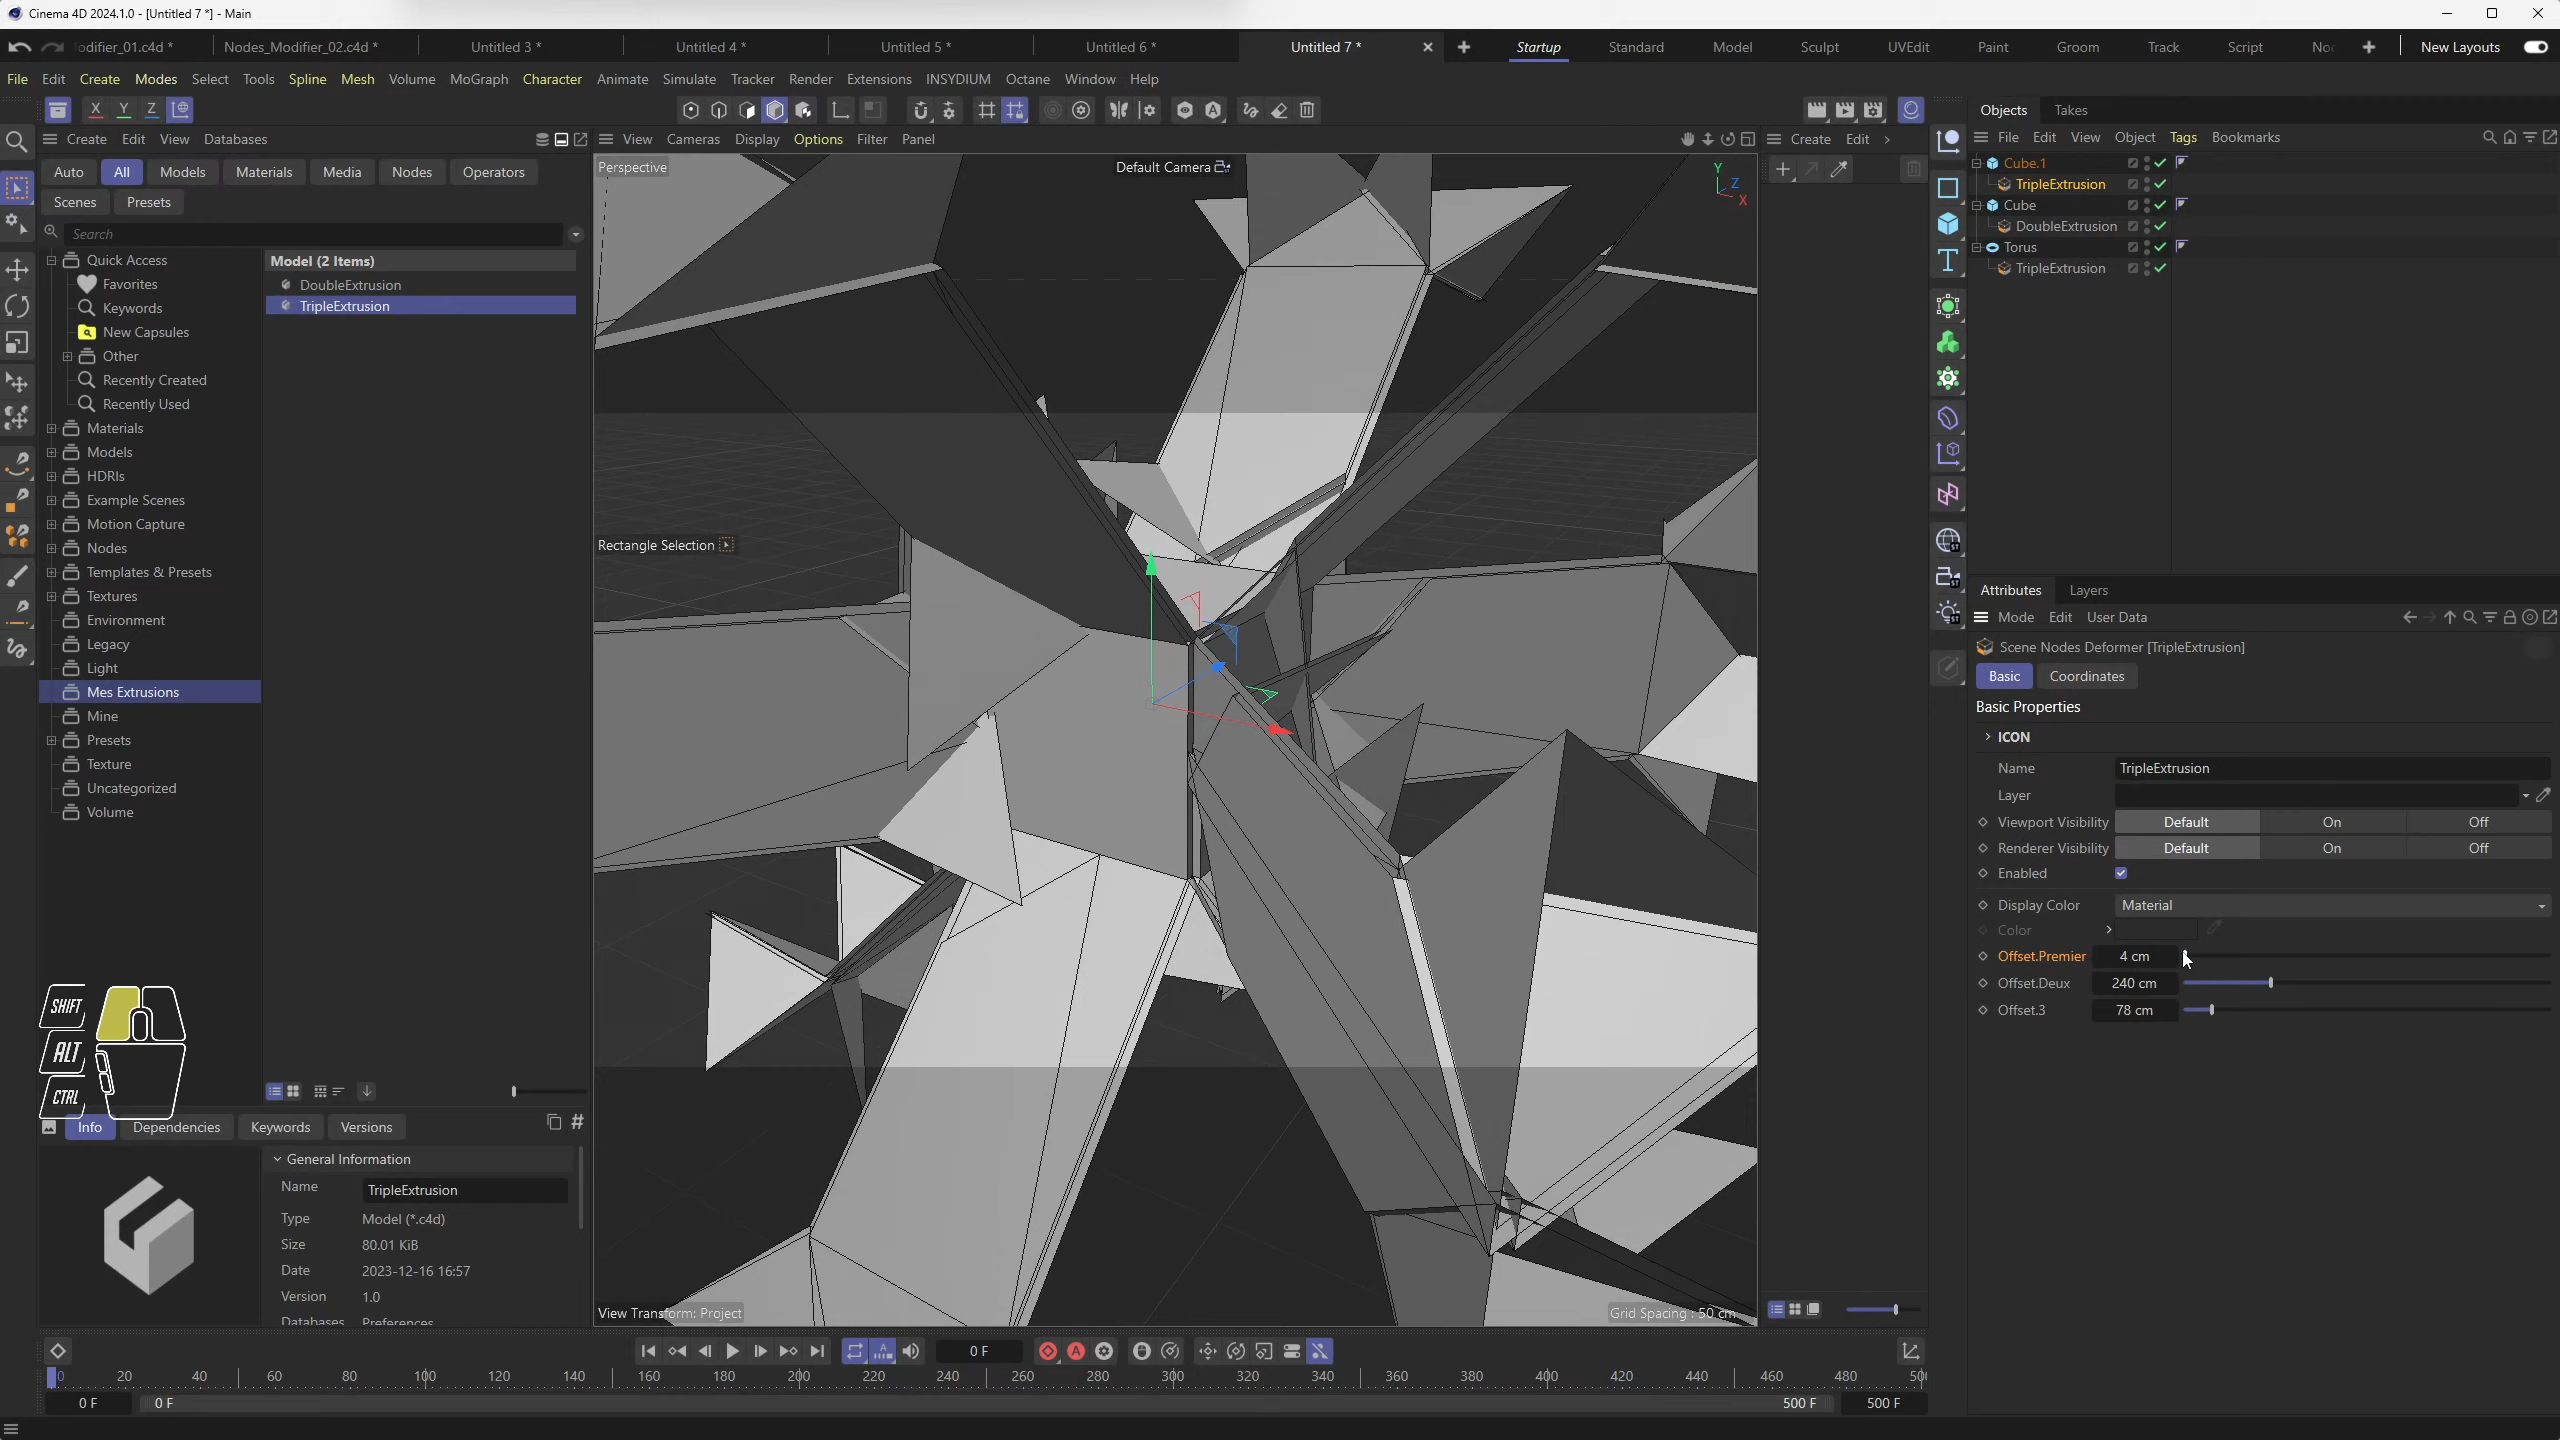 Cinema 4D 2024.1.0 - [Untitled 7 *] - Main
odifier_01.c4d * Nodes_Modifier_02.c4d * Untitled 3 * Untitled 4 * Untitled 5 * Untitled 6 * Untitled 7 * Startup Standard Model Sculpt UVEdit Paint Groom Track Script New Layouts
File Edit Create Modes Select Tools Spline Mesh Volume MoGraph Character Animate Simulate Tracker Render Extensions INSYDIUM Octane Window Help
X Y Z
Objects Takes
Create Edit View Databases
View Cameras Display Options Filter Panel
Create Edit
File Edit View Object Tags Bookmarks
Auto All Models Materials Media Nodes Operators
Scenes Presets
Search
Quick Access
Favorites
Keywords
New Capsules
Other
Recently Created
Recently Used
Materials
Models
HDRIs
Example Scenes
Motion Capture
Nodes
Templates & Presets
Textures
Environment
Legacy
Light
Mes Extrusions
Mine
Presets
Texture
Uncategorized
Volume
Model (2 Items)
DoubleExtrusion
TripleExtrusion
Perspective
Default Camera
Y
Z
X
Rectangle Selection
View Transform: Project
Grid Spacing : 50 cm
Cube.1
TripleExtrusion
Cube
DoubleExtrusion
Torus
TripleExtrusion
Attributes Layers
Mode Edit User Data
Scene Nodes Deformer [TripleExtrusion]
Basic Coordinates
Basic Properties
ICON
Name TripleExtrusion
Layer
Viewport Visibility Default On Off
Renderer Visibility Default On Off
Enabled
Display Color Material
Color
Offset.Premier 4 cm
Offset.Deux 240 cm
Offset.3 78 cm
SHIFT
ALT
CTRL
Info Dependencies Keywords Versions
General Information
Name TripleExtrusion
Type Model (*.c4d)
Size 80.01 KiB
Date 2023-12-16 16:57
Version 1.0
Databases Preferences
0 F
0 20 40 60 80 100 120 140 160 180 200 220 240 260 280 300 320 340 360 380 400 420 440 460 480
0 F 0 F 500 F 500 F